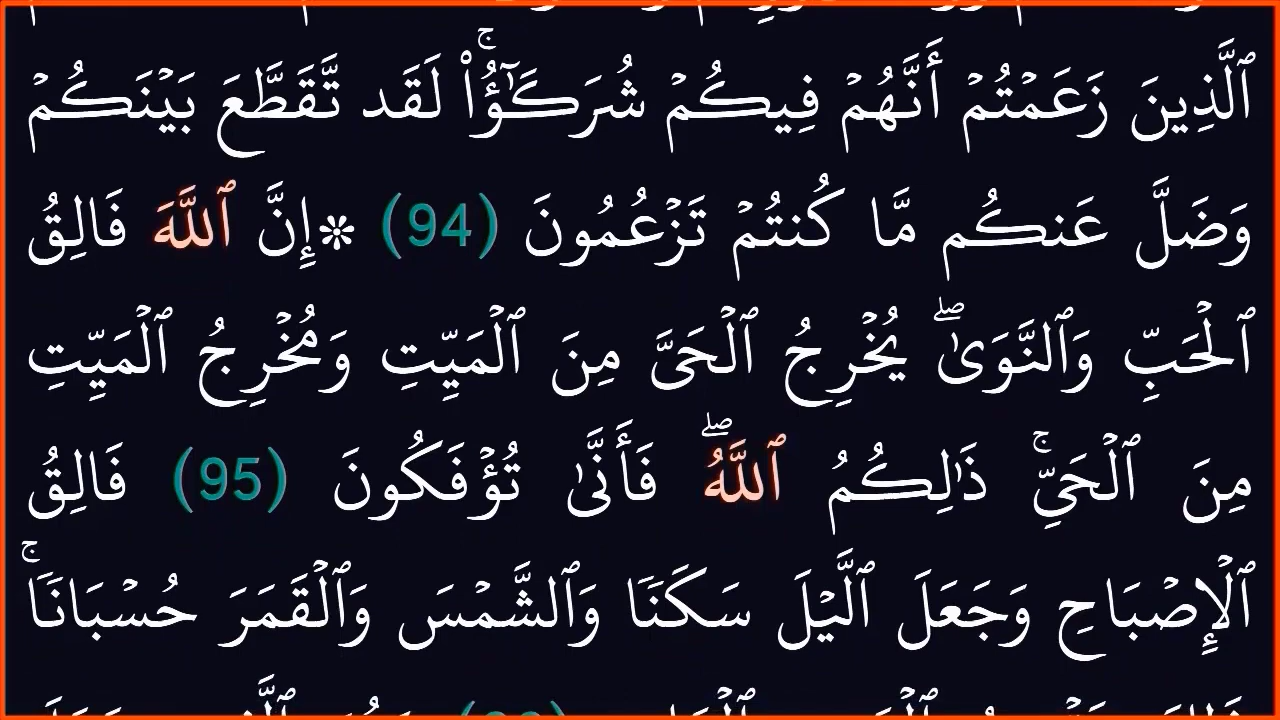 ٱلَّذِينَ زَعَمۡتُمۡ أَنَّهُمۡ فِيكُمۡ شُرَكَـٰٓؤُاْۚ لَقَد تَّقَطَّعَ بَيۡنَكُمۡ
وَضَلَّ عَنكُم مَّا كُنتُمۡ تَزۡعُمُونَ (94) ۞إِنَّ ٱللَّهَ فَالِقُ
ٱلۡحَبِّ وَٱلنَّوَىٰۖ يُخۡرِجُ ٱلۡحَىَّ مِنَ ٱلۡمَيِّتِ وَمُخۡرِجُ ٱلۡمَيِّتِ
مِنَ ٱلۡحَىِّۚ ذَٲلِكُمُ ٱللَّهُۖ فَأَنَّىٰ تُؤۡفَكُونَ (95) فَالِقُ
ٱلۡإِصۡبَاحِ وَجَعَلَ ٱلَّيۡلَ سَكَنً۬ا وَٱلشَّمۡسَ وَٱلۡقَمَرَ حُسۡبَانً۬اۚ